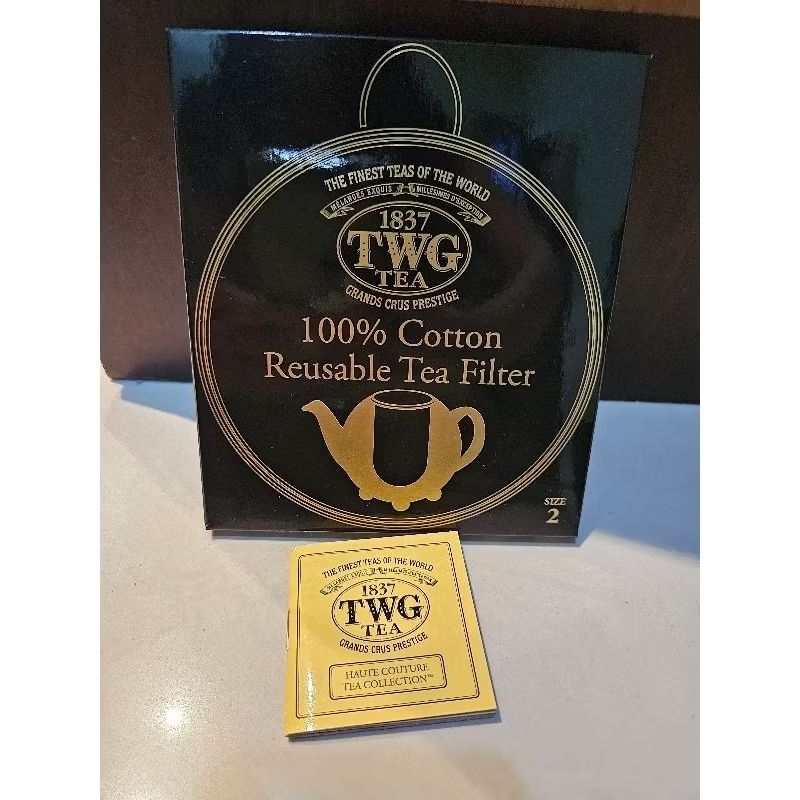 THE FINEST TEAS OF THE WORLD
MÉLANGES EXQUIS MILLÉSIMES D'EXCEPTION
1837
TWG
TEA
GRANDS CRUS PRESTIGE
100% Cotton
Reusable Tea Filter
SIZE
2
THE FINEST TEAS OF THE WORLD
1837
TWG
TEA
GRANDS CRUS PRESTIGE
HAUTE COUTURE
TEA COLLECTION™